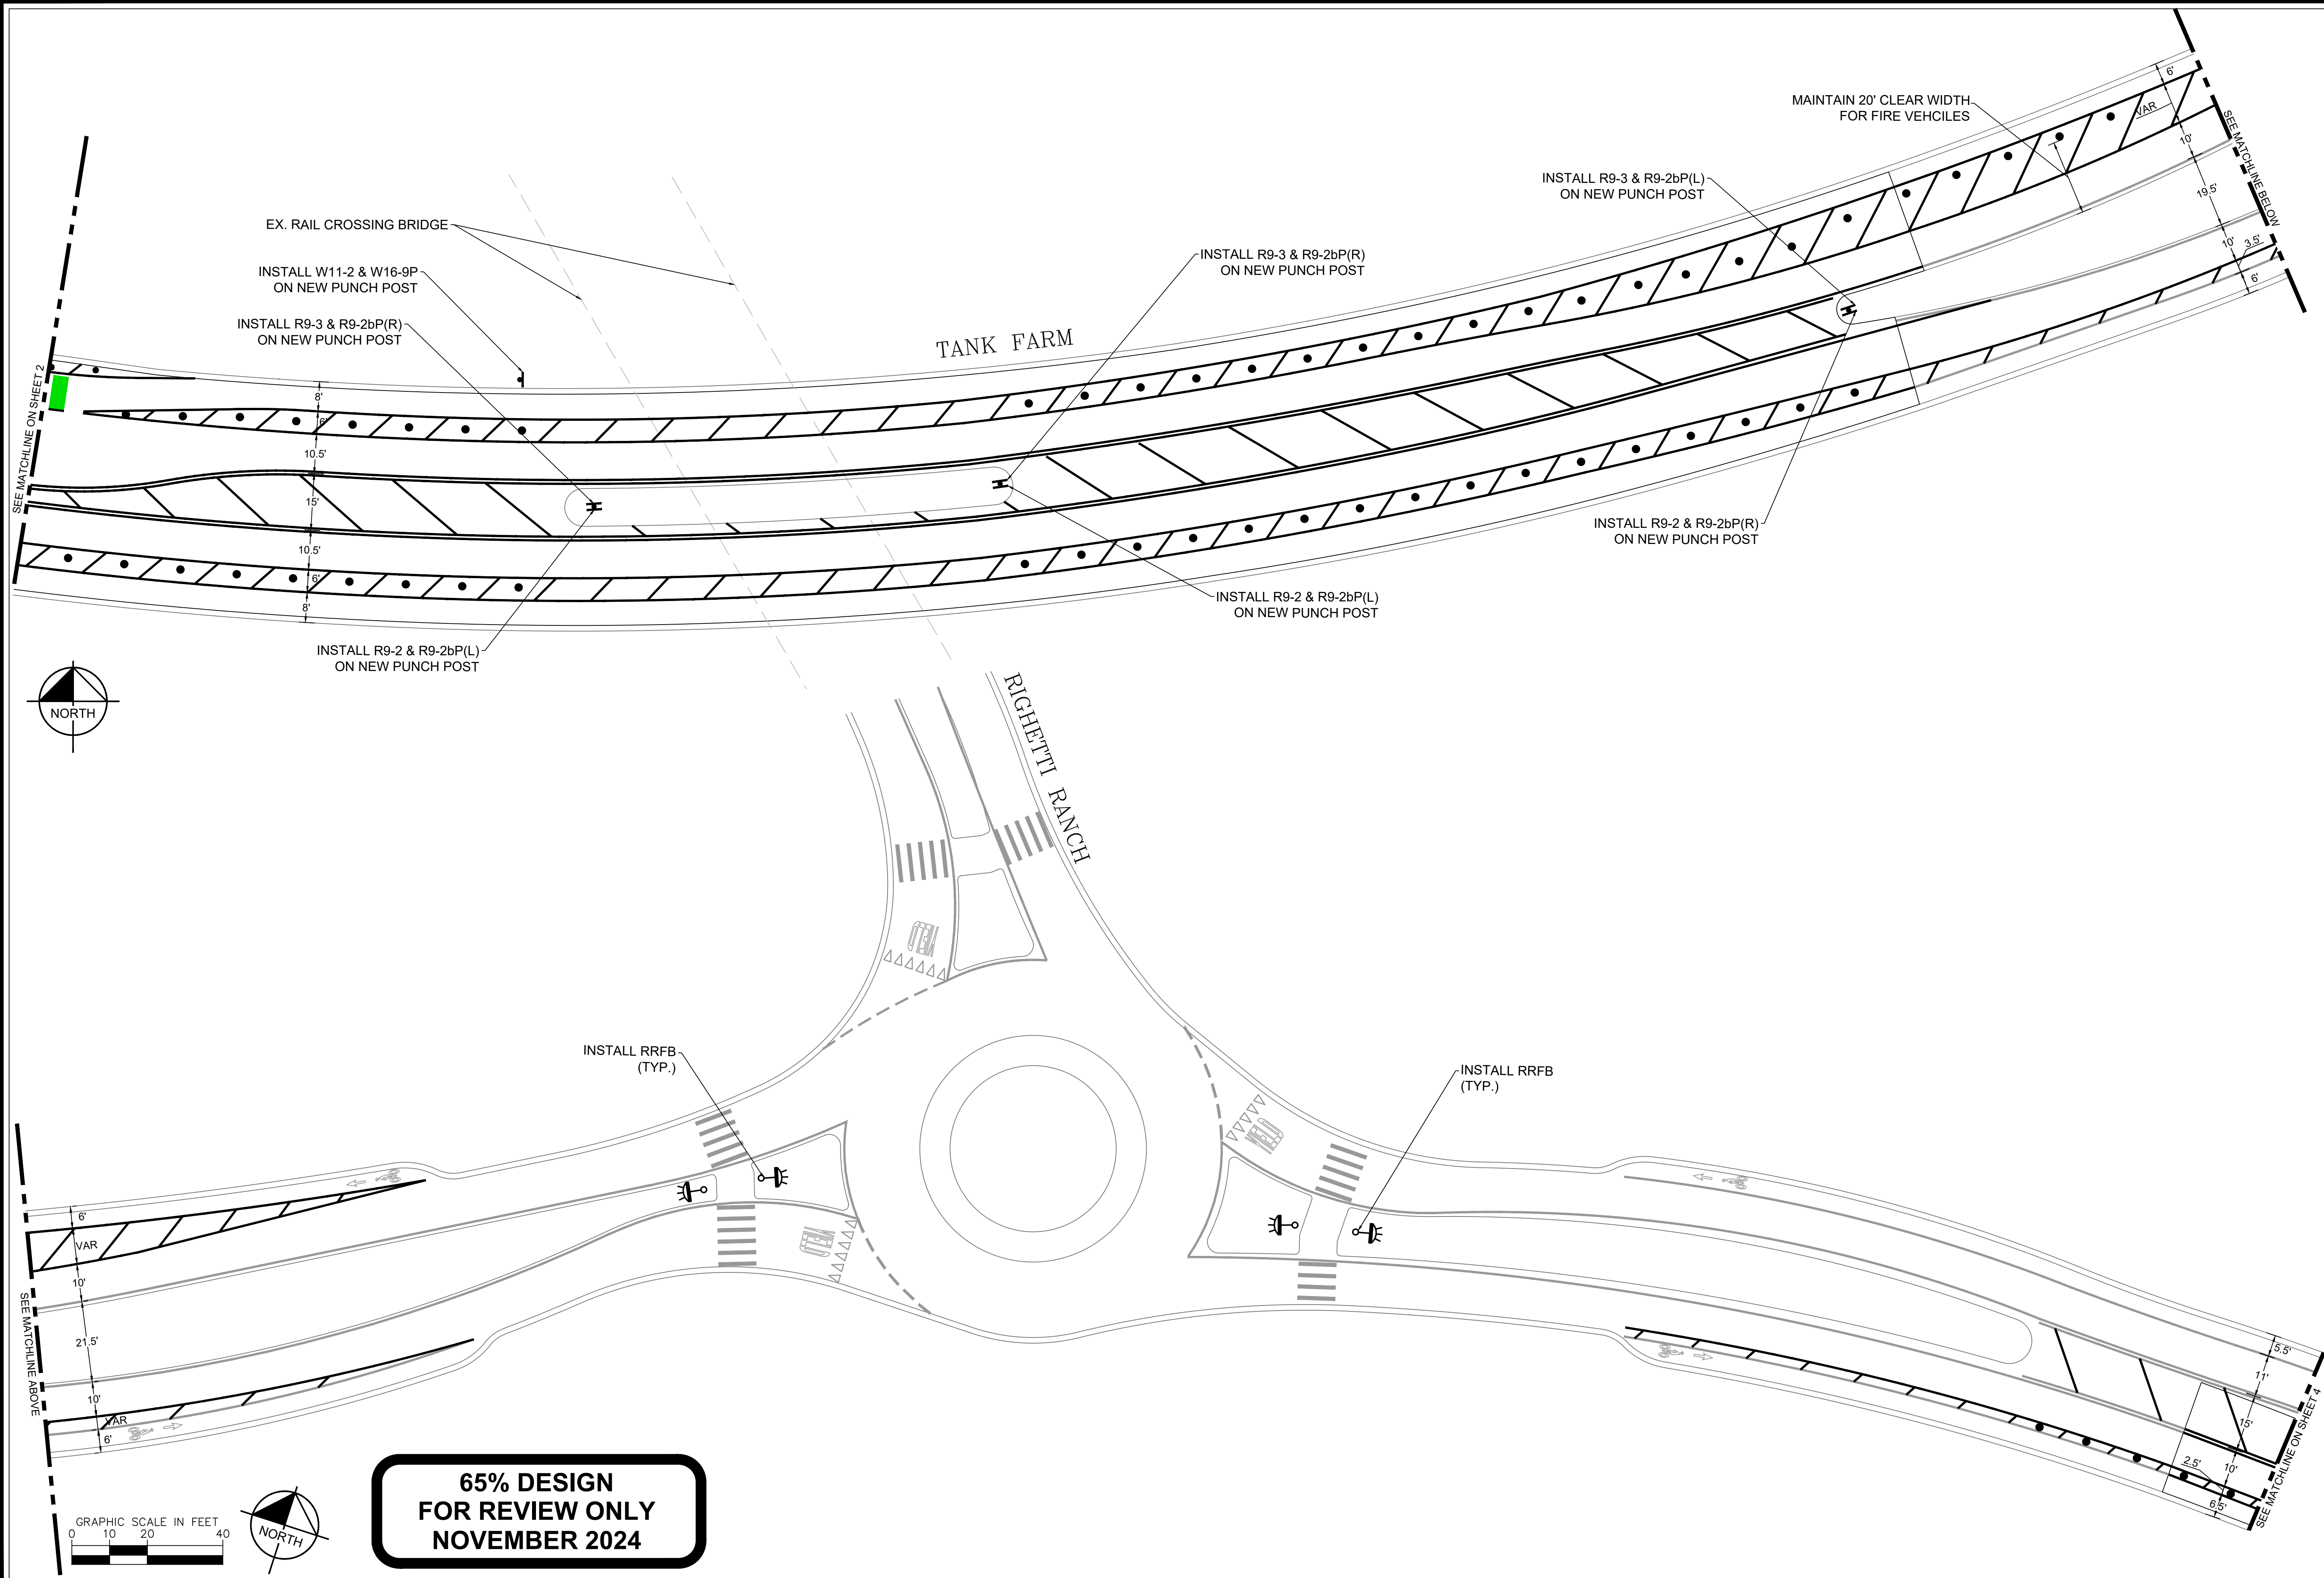 MAINTAIN 20' CLEAR WIDTH
FOR FIRE VEHCILES
6'
VAR
10'
19.5'
10'
3.5'
6'
SEE MATCHLINE BELOW
INSTALL R9-3 & R9-2bP(L)
ON NEW PUNCH POST
EX. RAIL CROSSING BRIDGE
INSTALL W11-2 & W16-9P
ON NEW PUNCH POST
INSTALL R9-3 & R9-2bP(R)
ON NEW PUNCH POST
INSTALL R9-3 & R9-2bP(R)
ON NEW PUNCH POST
TANK FARM
SEE MATCHLINE ON SHEET 2
8'
6'
10.5'
15'
10.5'
6'
8'
INSTALL R9-2 & R9-2bP(R)
ON NEW PUNCH POST
INSTALL R9-2 & R9-2bP(L)
ON NEW PUNCH POST
INSTALL R9-2 & R9-2bP(L)
ON NEW PUNCH POST
NORTH
RIGHETTI RANCH
INSTALL RRFB
(TYP.)
INSTALL RRFB
(TYP.)
6'
VAR
10'
21.5'
10'
VAR
6'
SEE MATCHLINE ABOVE
5.5'
11'
15'
10'
2.5'
6.5'
SEE MATCHLINE ON SHEET 4
GRAPHIC SCALE IN FEET
0 10 20 40
NORTH
65% DESIGN
FOR REVIEW ONLY
NOVEMBER 2024